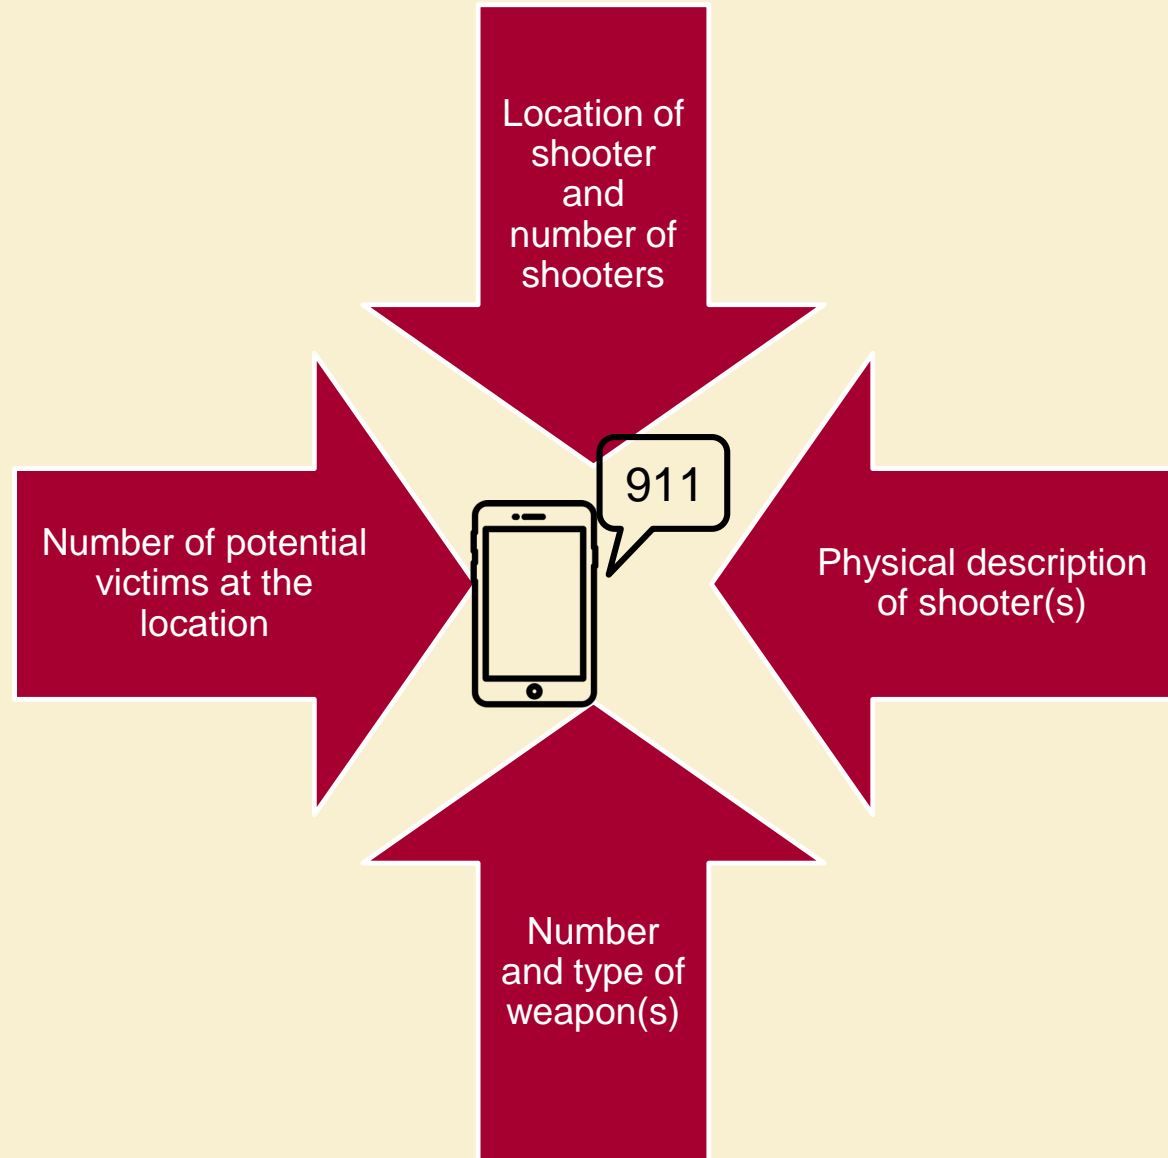 Location of
shooter
and
number of
shooters
911
Number of potential
victims at the
location
Physical description
of shooter(s)
Number
and type of
weapon(s)